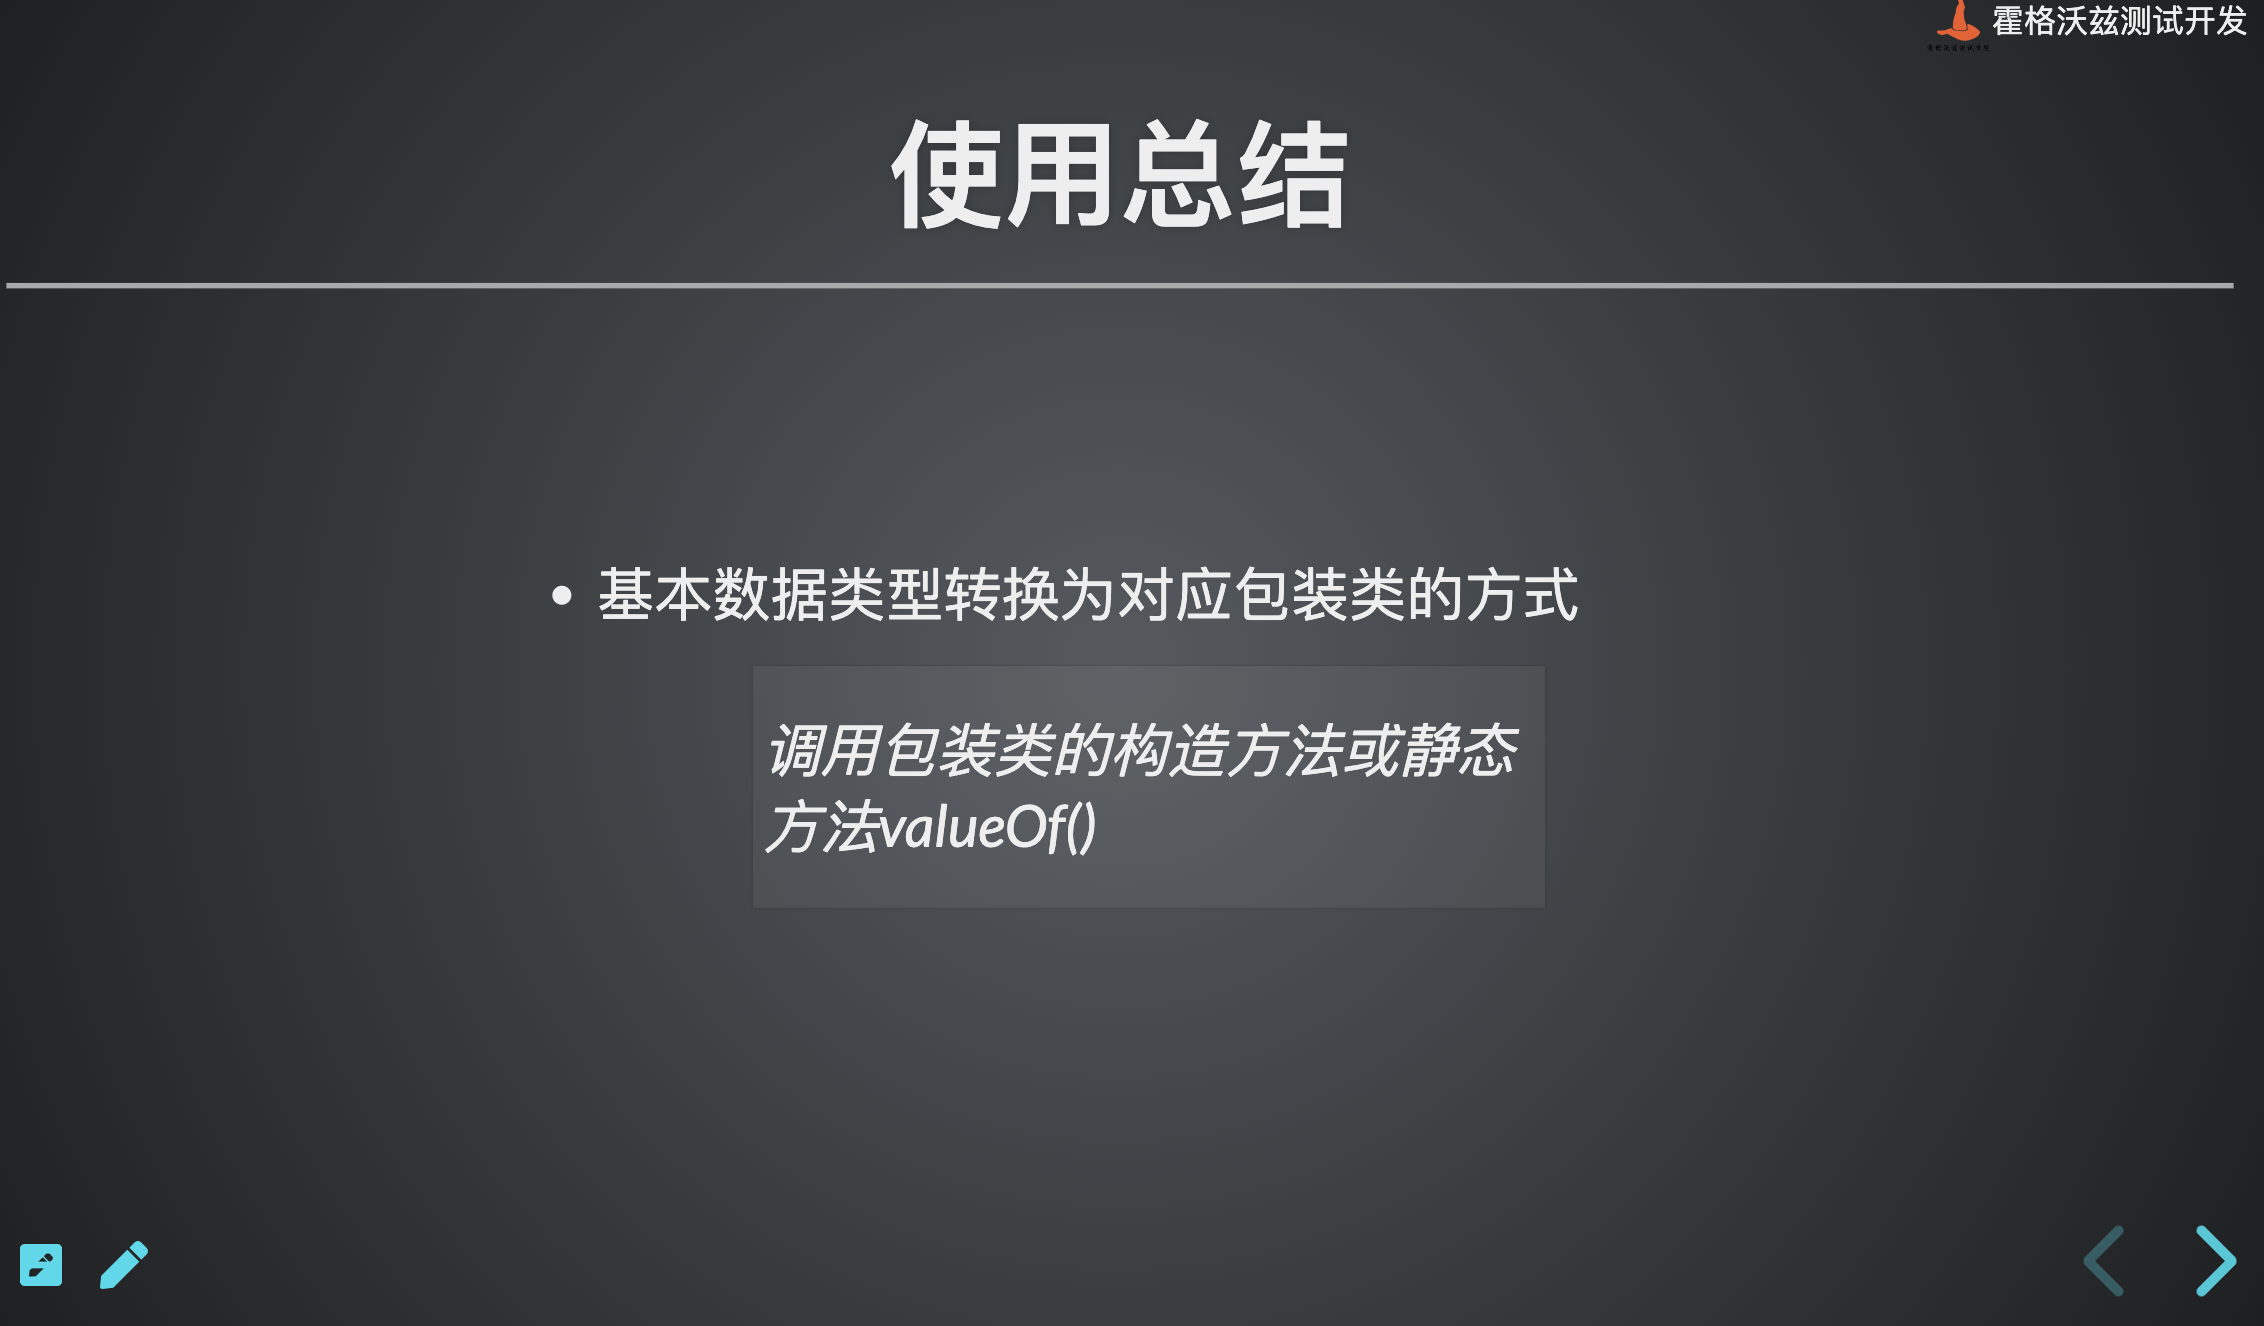 霍格沃兹测试开发
使用总结
• 基本数据类型转换为对应包装类的方式
调用包装类的构造方法或静态
方法valueOf()